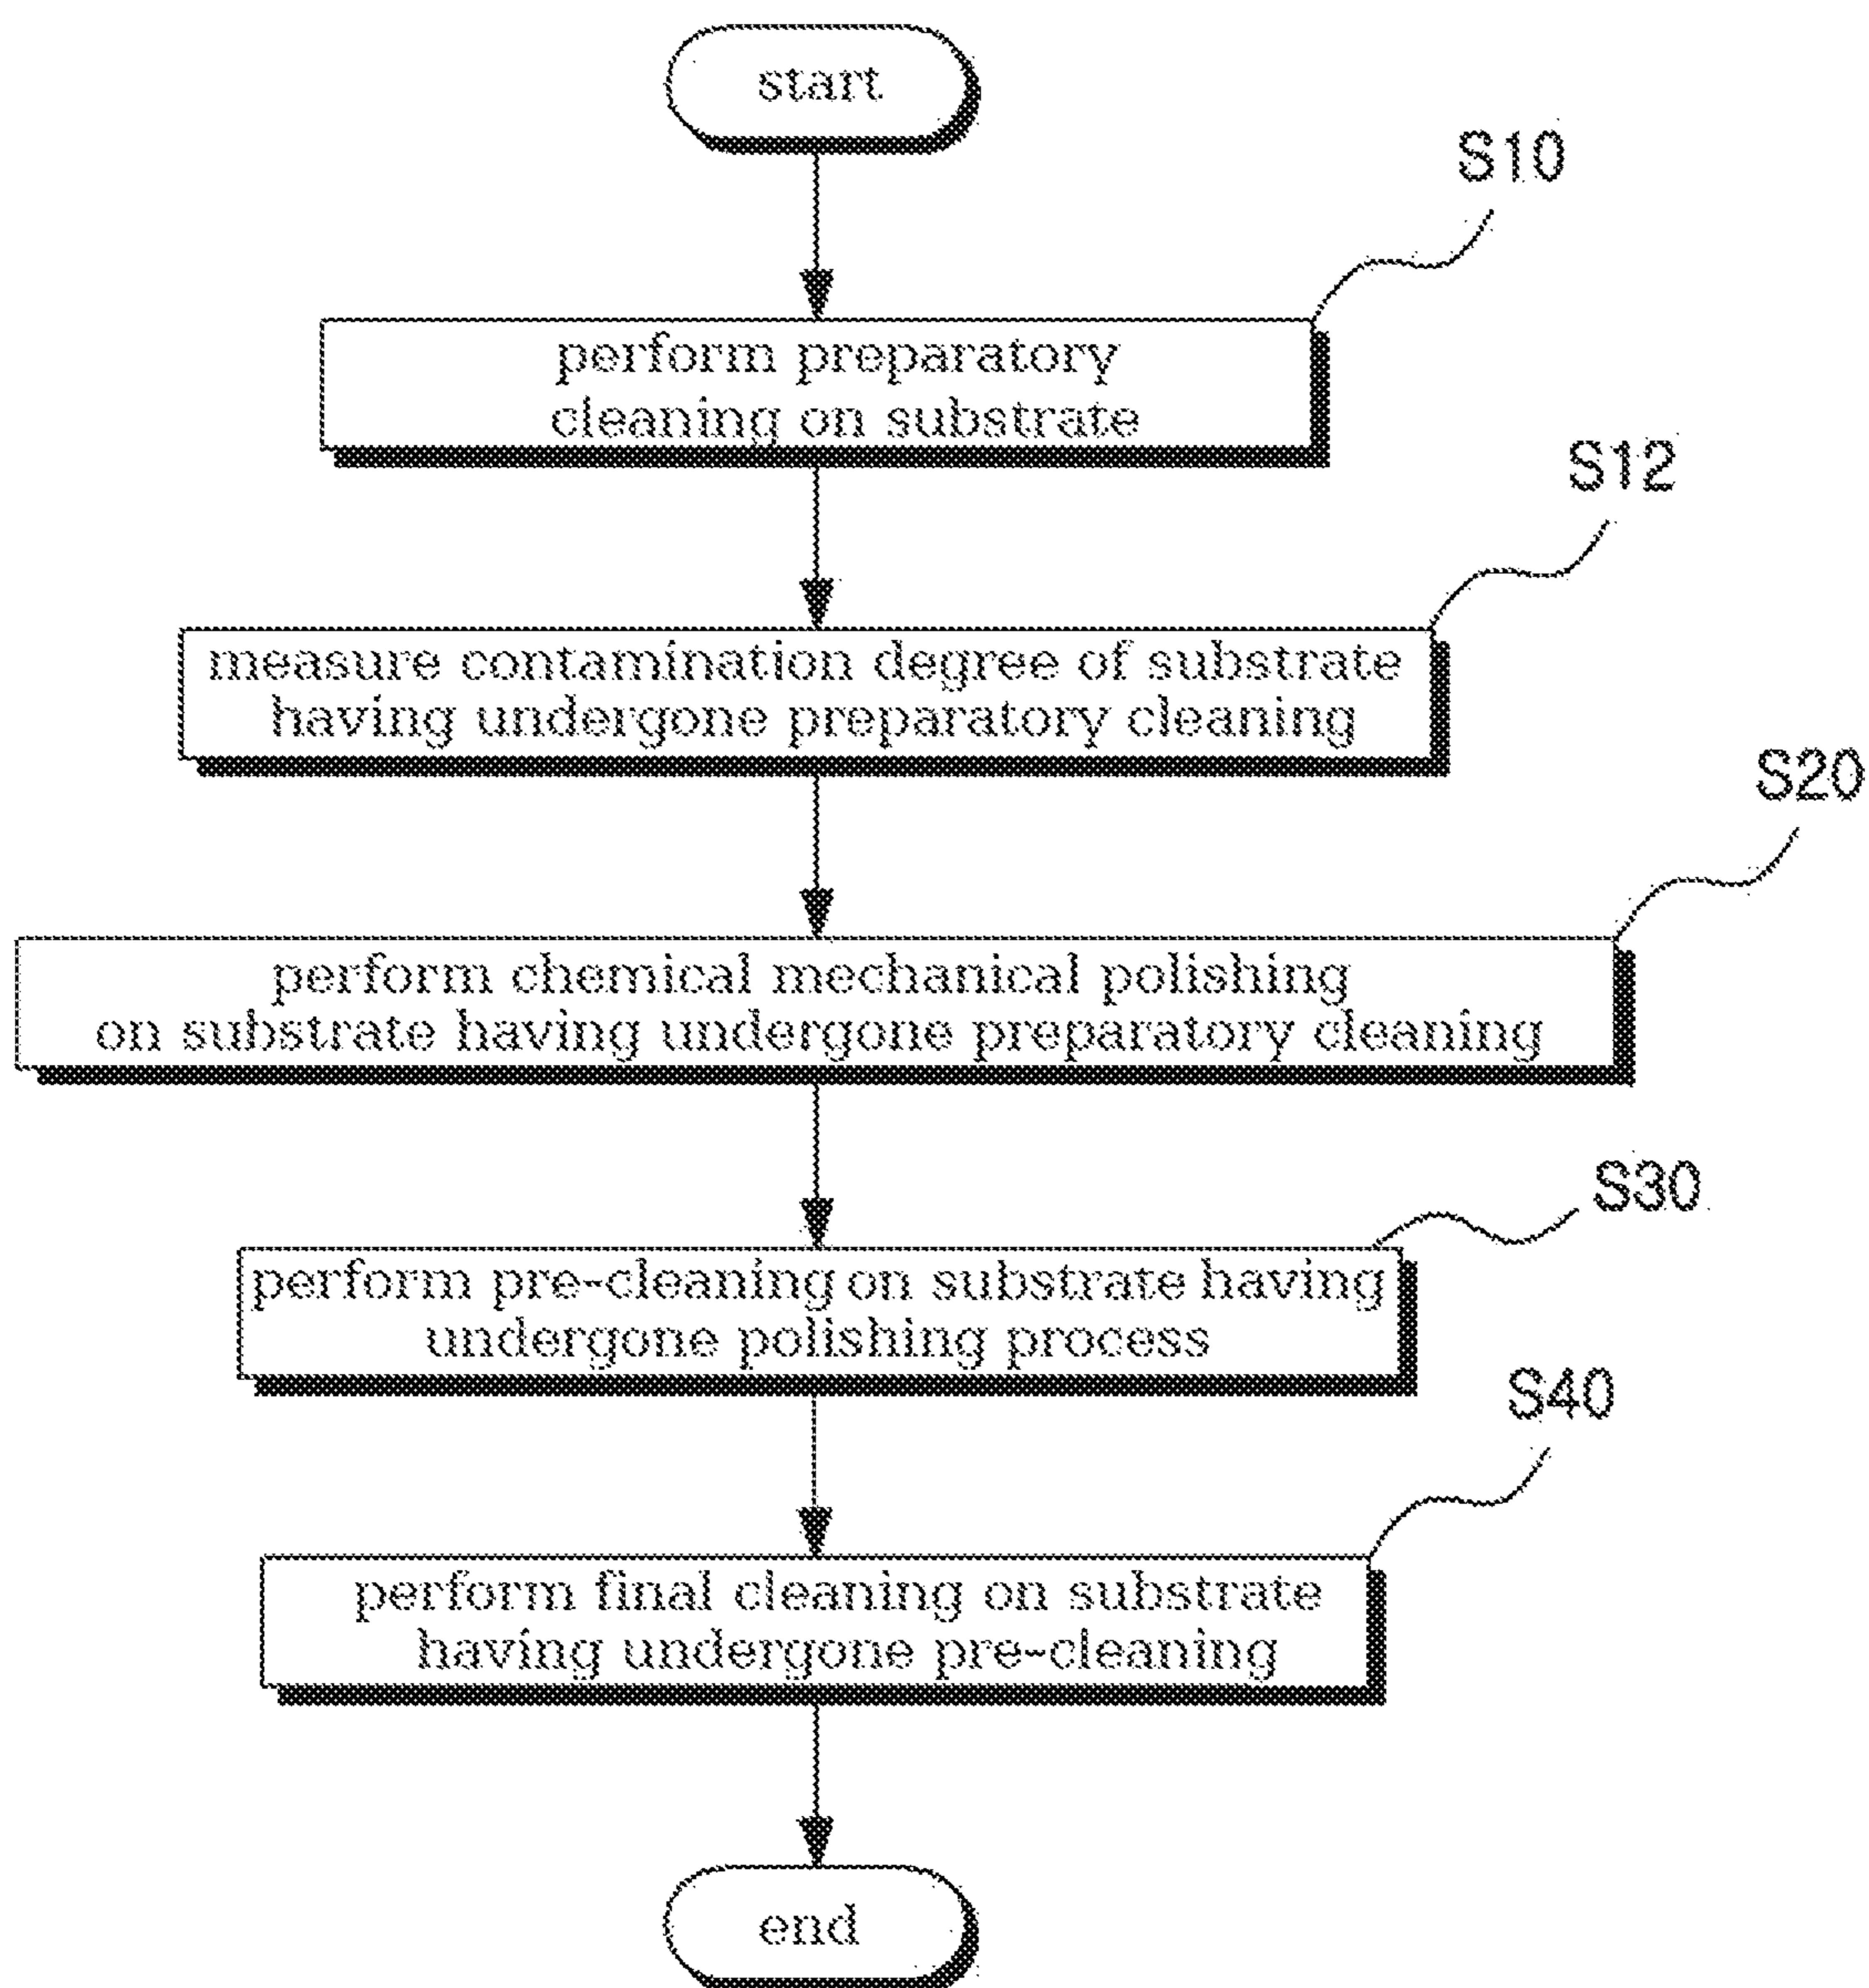 start
S10
perform preparatory
cleaning on substrate
S12
measure contamination degree of substrate
having undergone preparatory cleaning
S20
perform chemical mechanical polishing
on substrate having undergone preparatory cleaning
S30
perform pre-cleaning on substrate having
undergone polishing process
S40
perform final cleaning on substrate
having undergone pre-cleaning
end